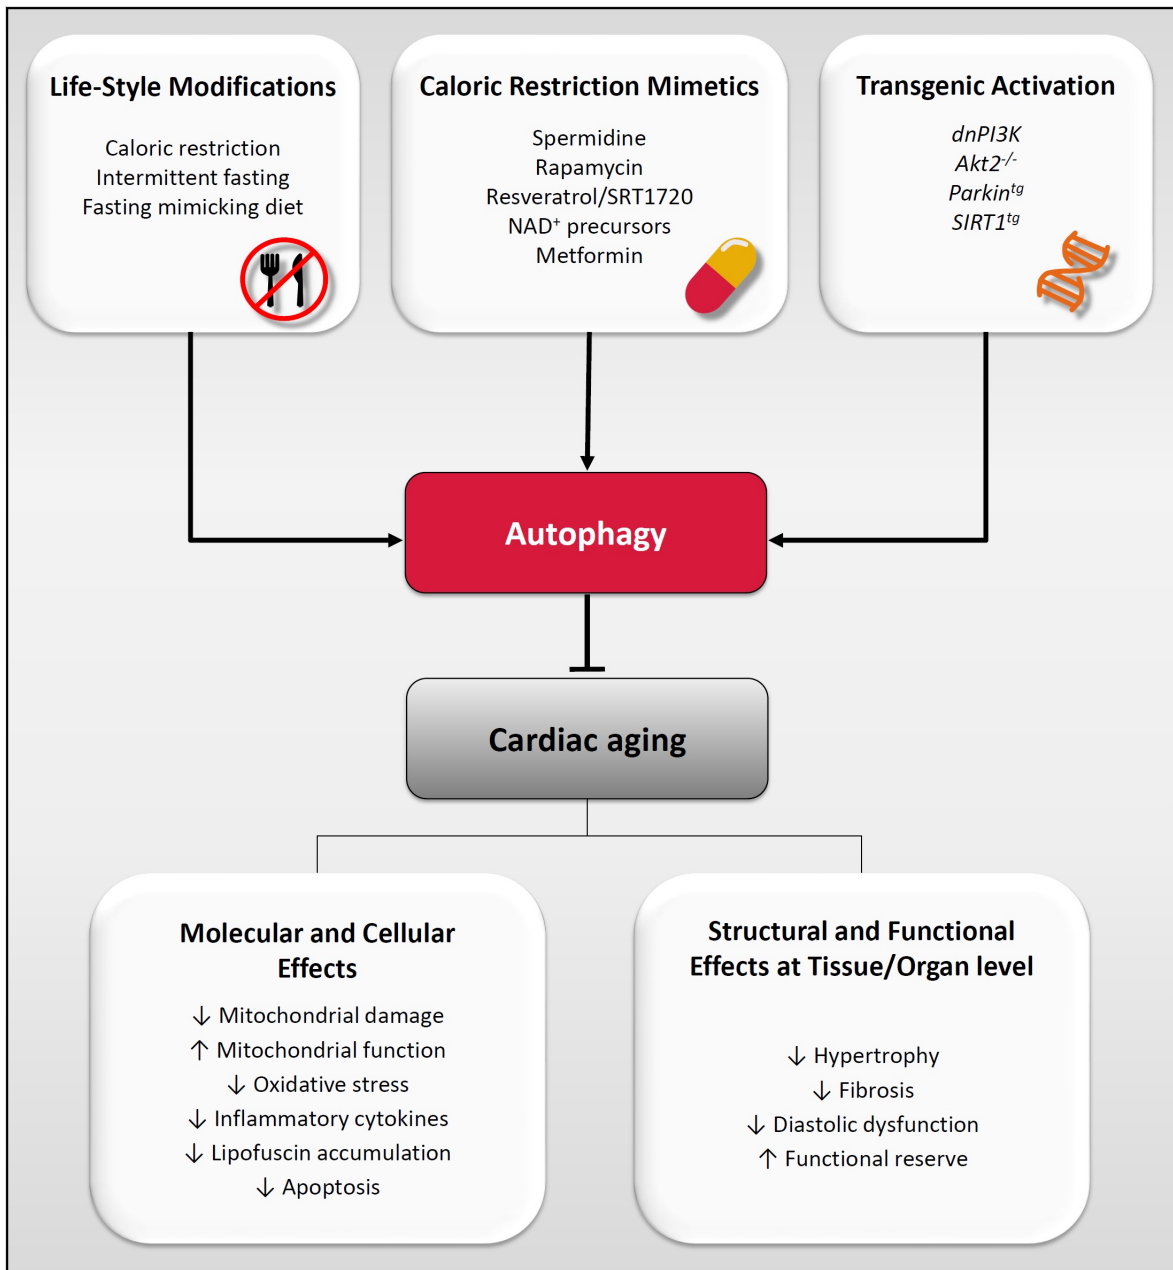 Life-Style Modifications
Caloric restriction
Intermittent fasting
Fasting mimicking diet
Caloric Restriction Mimetics
Spermidine
Rapamycin
Resveratrol/SRT1720
NAD⁺ precursors
Metformin
Transgenic Activation
dnPI3K
Akt2⁻/⁻
Parkinᵗᵍ
SIRT1ᵗᵍ
Autophagy
Cardiac aging
Molecular and Cellular
Effects
↓ Mitochondrial damage
↑ Mitochondrial function
↓ Oxidative stress
↓ Inflammatory cytokines
↓ Lipofuscin accumulation
↓ Apoptosis
Structural and Functional
Effects at Tissue/Organ level
↓ Hypertrophy
↓ Fibrosis
↓ Diastolic dysfunction
↑ Functional reserve